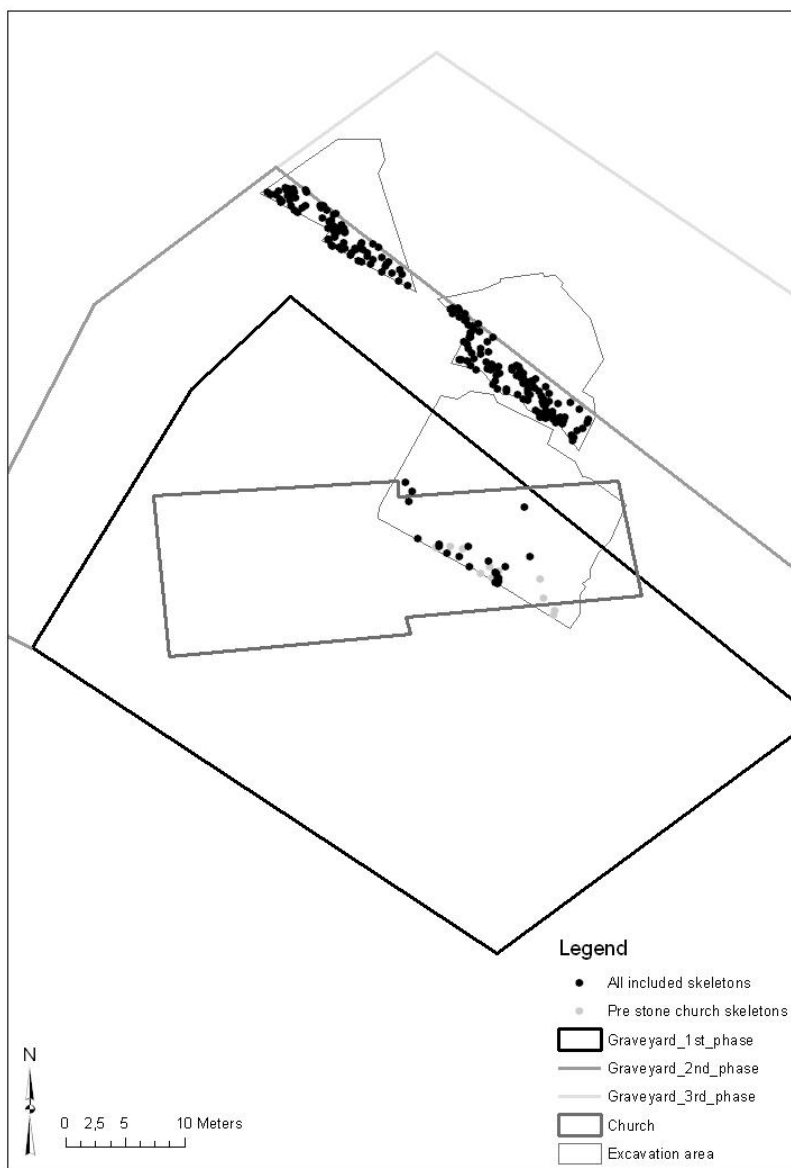 Legend
All included skeletons
Pre stone church skeletons
Graveyard_1st_phase
Graveyard_2nd_phase
Graveyard_3rd_phase
Church
Excavation area
N
0 2,5 5 10 Meters